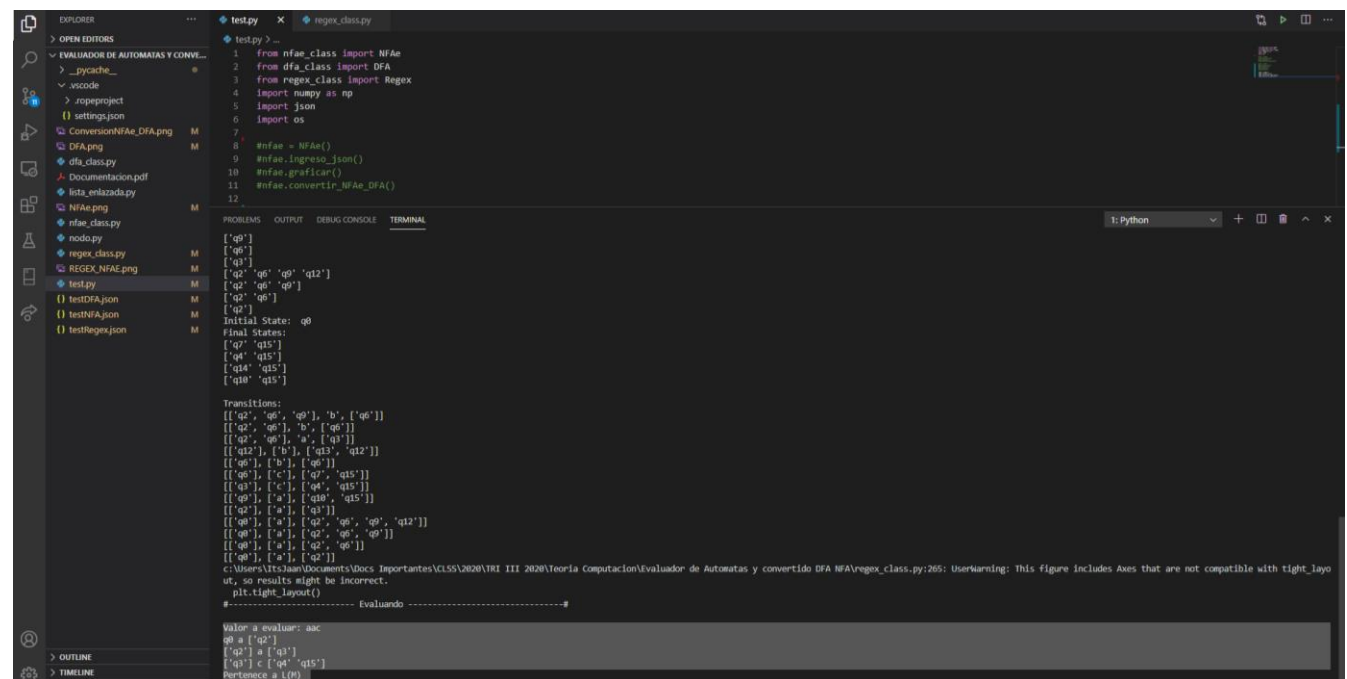 EXPLORER
OPEN EDITORS
EVALUADOR DE AUTOMATAS Y CONVE...
__pycache__
.vscode
.ropeproject
{} settings.json
ConversionNFAe_DFA.png M
DFA.png M
dfa_class.py
Documentacion.pdf
lista_enlazada.py
NFAe.png M
nfae_class.py
nodo.py
regex_class.py M
REGEX_NFAE.png M
test.py M
{} testDFA.json M
{} testNFA.json M
{} testRegex.json M
OUTLINE
TIMELINE
11
test.py
regex_class.py
test.py > ...
1 from nfae_class import NFAe
2 from dfa_class import DFA
3 from regex_class import Regex
4 import numpy as np
5 import json
6 import os
7
8 #nfae = NFAe()
9 #nfae.ingreso_json()
10 #nfae.graficar()
11 #nfae.convertir_NFAe_DFA()
12
PROBLEMS OUTPUT DEBUG CONSOLE TERMINAL
1: Python
['q9']
['q6']
['q3']
['q2' 'q6' 'q9' 'q12']
['q2' 'q6' 'q9']
['q2' 'q6']
['q2']
Initial State: q0
Final States:
['q7' 'q15']
['q4' 'q15']
['q14' 'q15']
['q10' 'q15']
Transitions:
[['q2', 'q6', 'q9'], 'b', ['q6']]
[['q2', 'q6'], 'b', ['q6']]
[['q2', 'q6'], 'a', ['q3']]
[['q12'], ['b'], ['q13', 'q12']]
[['q6'], ['b'], ['q6']]
[['q6'], ['c'], ['q7', 'q15']]
[['q3'], ['c'], ['q4', 'q15']]
[['q9'], ['a'], ['q10', 'q15']]
[['q2'], ['a'], ['q3']]
[['q0'], ['a'], ['q2', 'q6', 'q9', 'q12']]
[['q0'], ['a'], ['q2', 'q6', 'q9']]
[['q0'], ['a'], ['q2', 'q6']]
[['q0'], ['a'], ['q2']]
c:\Users\ItsJaan\Documents\Docs Importantes\CLSS\2020\TRI III 2020\Teoria Computacion\Evaluador de Automatas y convertido DFA NFA\regex_class.py:265: UserWarning: This figure includes Axes that are not compatible with tight_layo
ut, so results might be incorrect.
plt.tight_layout()
#------------------------- Evaluando -------------------------------#
Valor a evaluar: aac
q0 a ['q2']
['q2'] a ['q3']
['q3'] c ['q4' 'q15']
Pertenece a L(M)